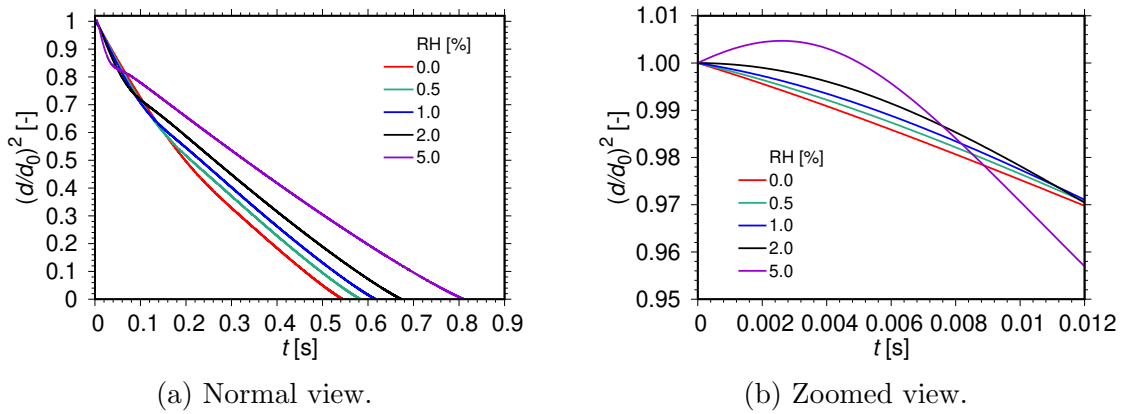 1
0.9
0.8
0.7
0.6
0.5
0.4
0.3
0.2
0.1
0
(d/d₀)² [-]
RH [%]
0.0
0.5
1.0
2.0
5.0
0 0.1 0.2 0.3 0.4 0.5 0.6 0.7 0.8 0.9
t [s]
(a) Normal view.
1.01
1.00
0.99
0.98
0.97
0.96
0.95
(d/d₀)² [-]
RH [%]
0.0
0.5
1.0
2.0
5.0
0 0.002 0.004 0.006 0.008 0.01 0.012
t [s]
(b) Zoomed view.